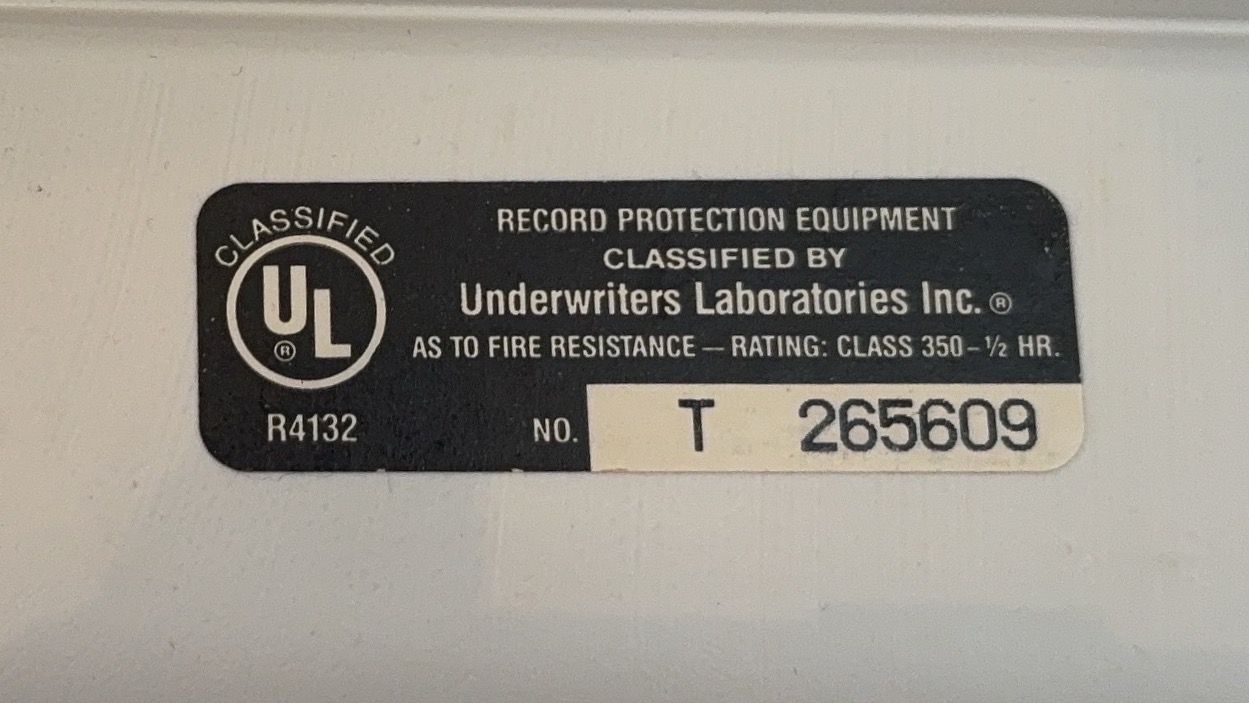 CLASSIFIED
UL
®
R4132
RECORD PROTECTION EQUIPMENT
CLASSIFIED BY
Underwriters Laboratories Inc.®
AS TO FIRE RESISTANCE — RATING: CLASS 350-½ HR.
NO. T 265609